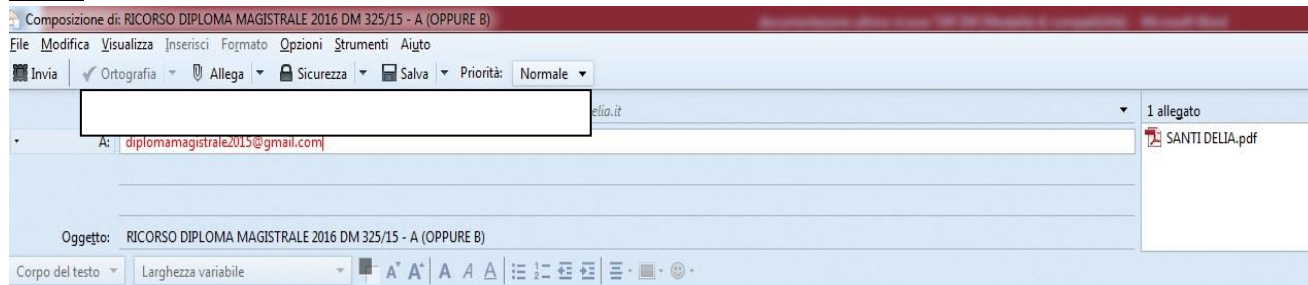 Composizione di: RICORSO DIPLOMA MAGISTRALE 2016 DM 325/15 - A (OPPURE B)
File Modifica Visualizza Inserisci Formato Opzioni Strumenti Aiuto
Invia Ortografia Allega Sicurezza Salva Priorità: Normale
elia.it
1 allegato
A: diplomamagistrale2015@gmail.com
SANTI DELIA.pdf
Oggetto: RICORSO DIPLOMA MAGISTRALE 2016 DM 325/15 - A (OPPURE B)
Corpo del testo Larghezza variabile